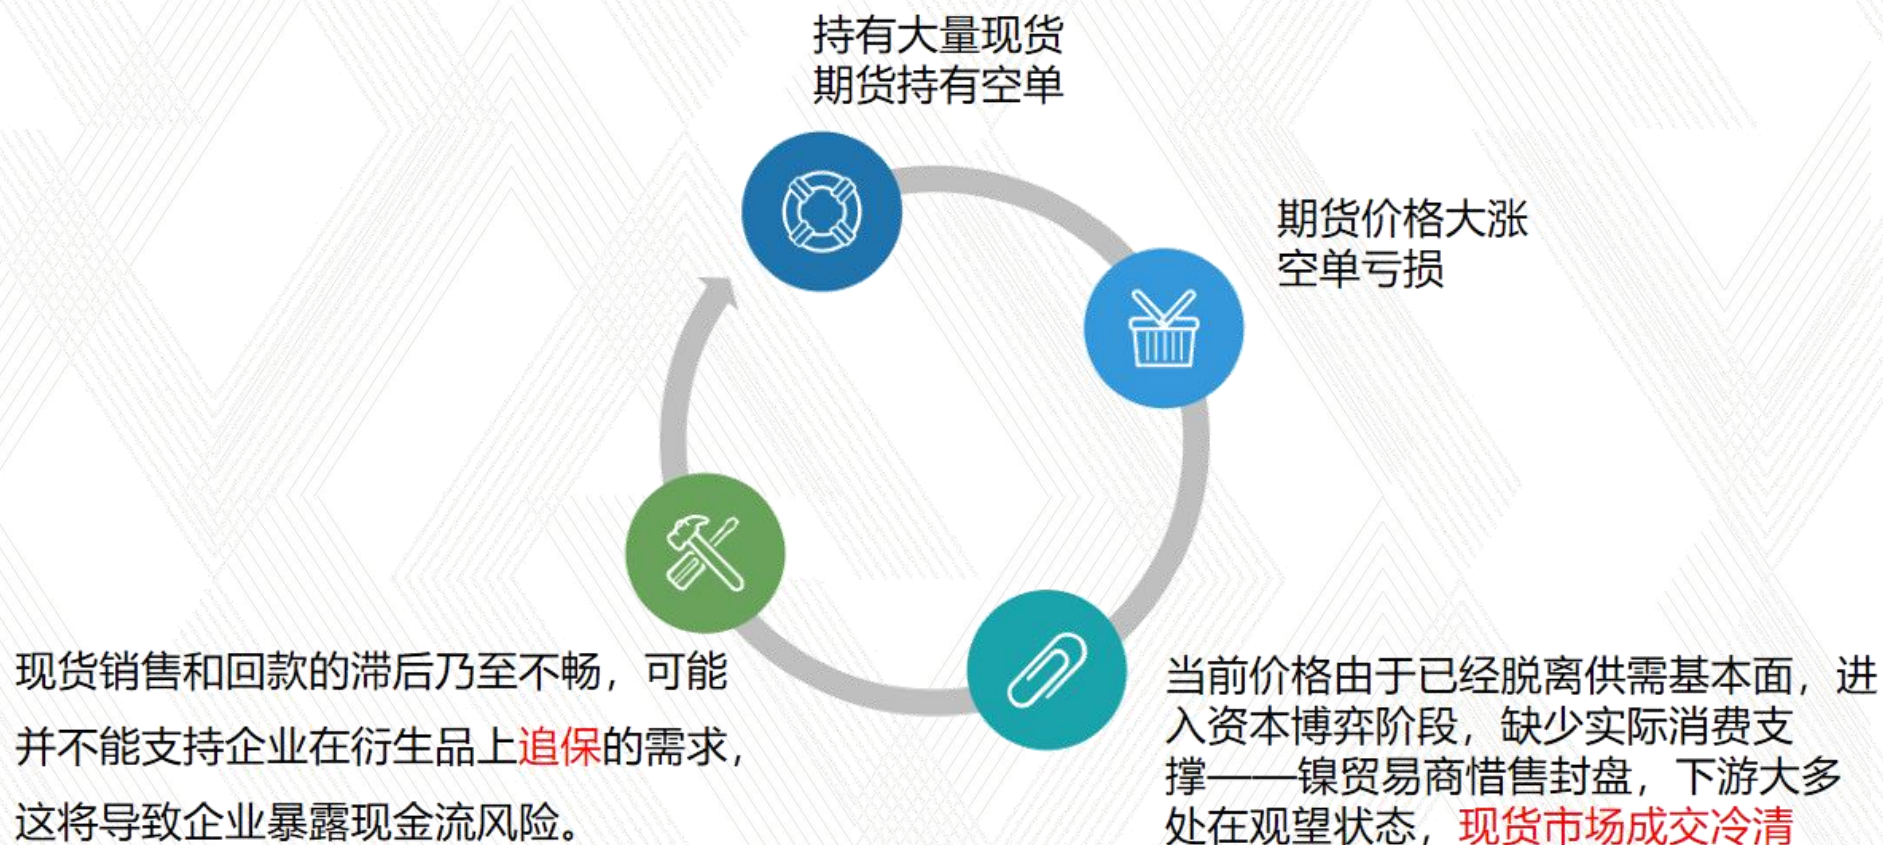 持有大量现货
期货持有空单
期货价格大涨
空单亏损
当前价格由于已经脱离供需基本面，进
入资本博弈阶段，缺少实际消费支
撑——镍贸易商惜售封盘，下游大多
处在观望状态，现货市场成交冷清
现货销售和回款的滞后乃至不畅，可能
并不能支持企业在衍生品上追保的需求，
这将导致企业暴露现金流风险。